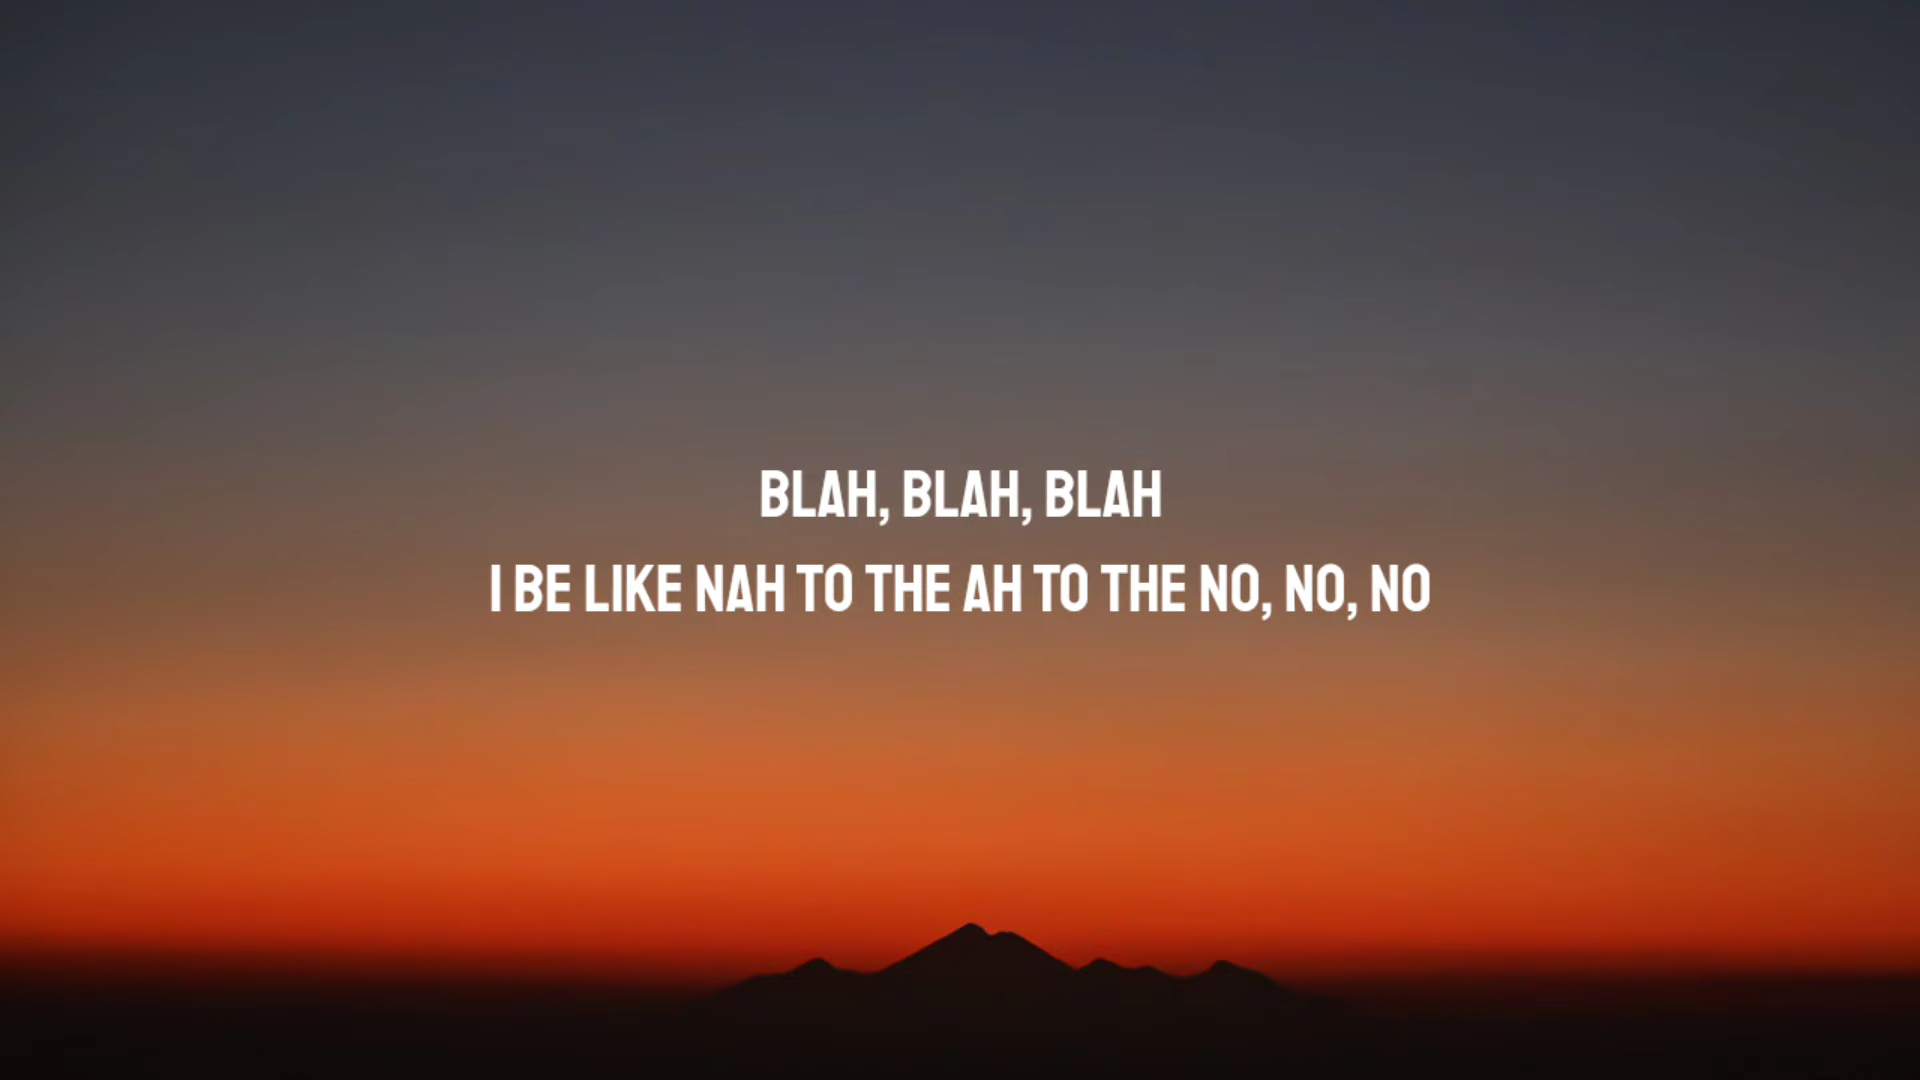 BLAH, BLAH, BLAH
I BE LIKE NAH TO THE AH TO THE NO, NO, NO